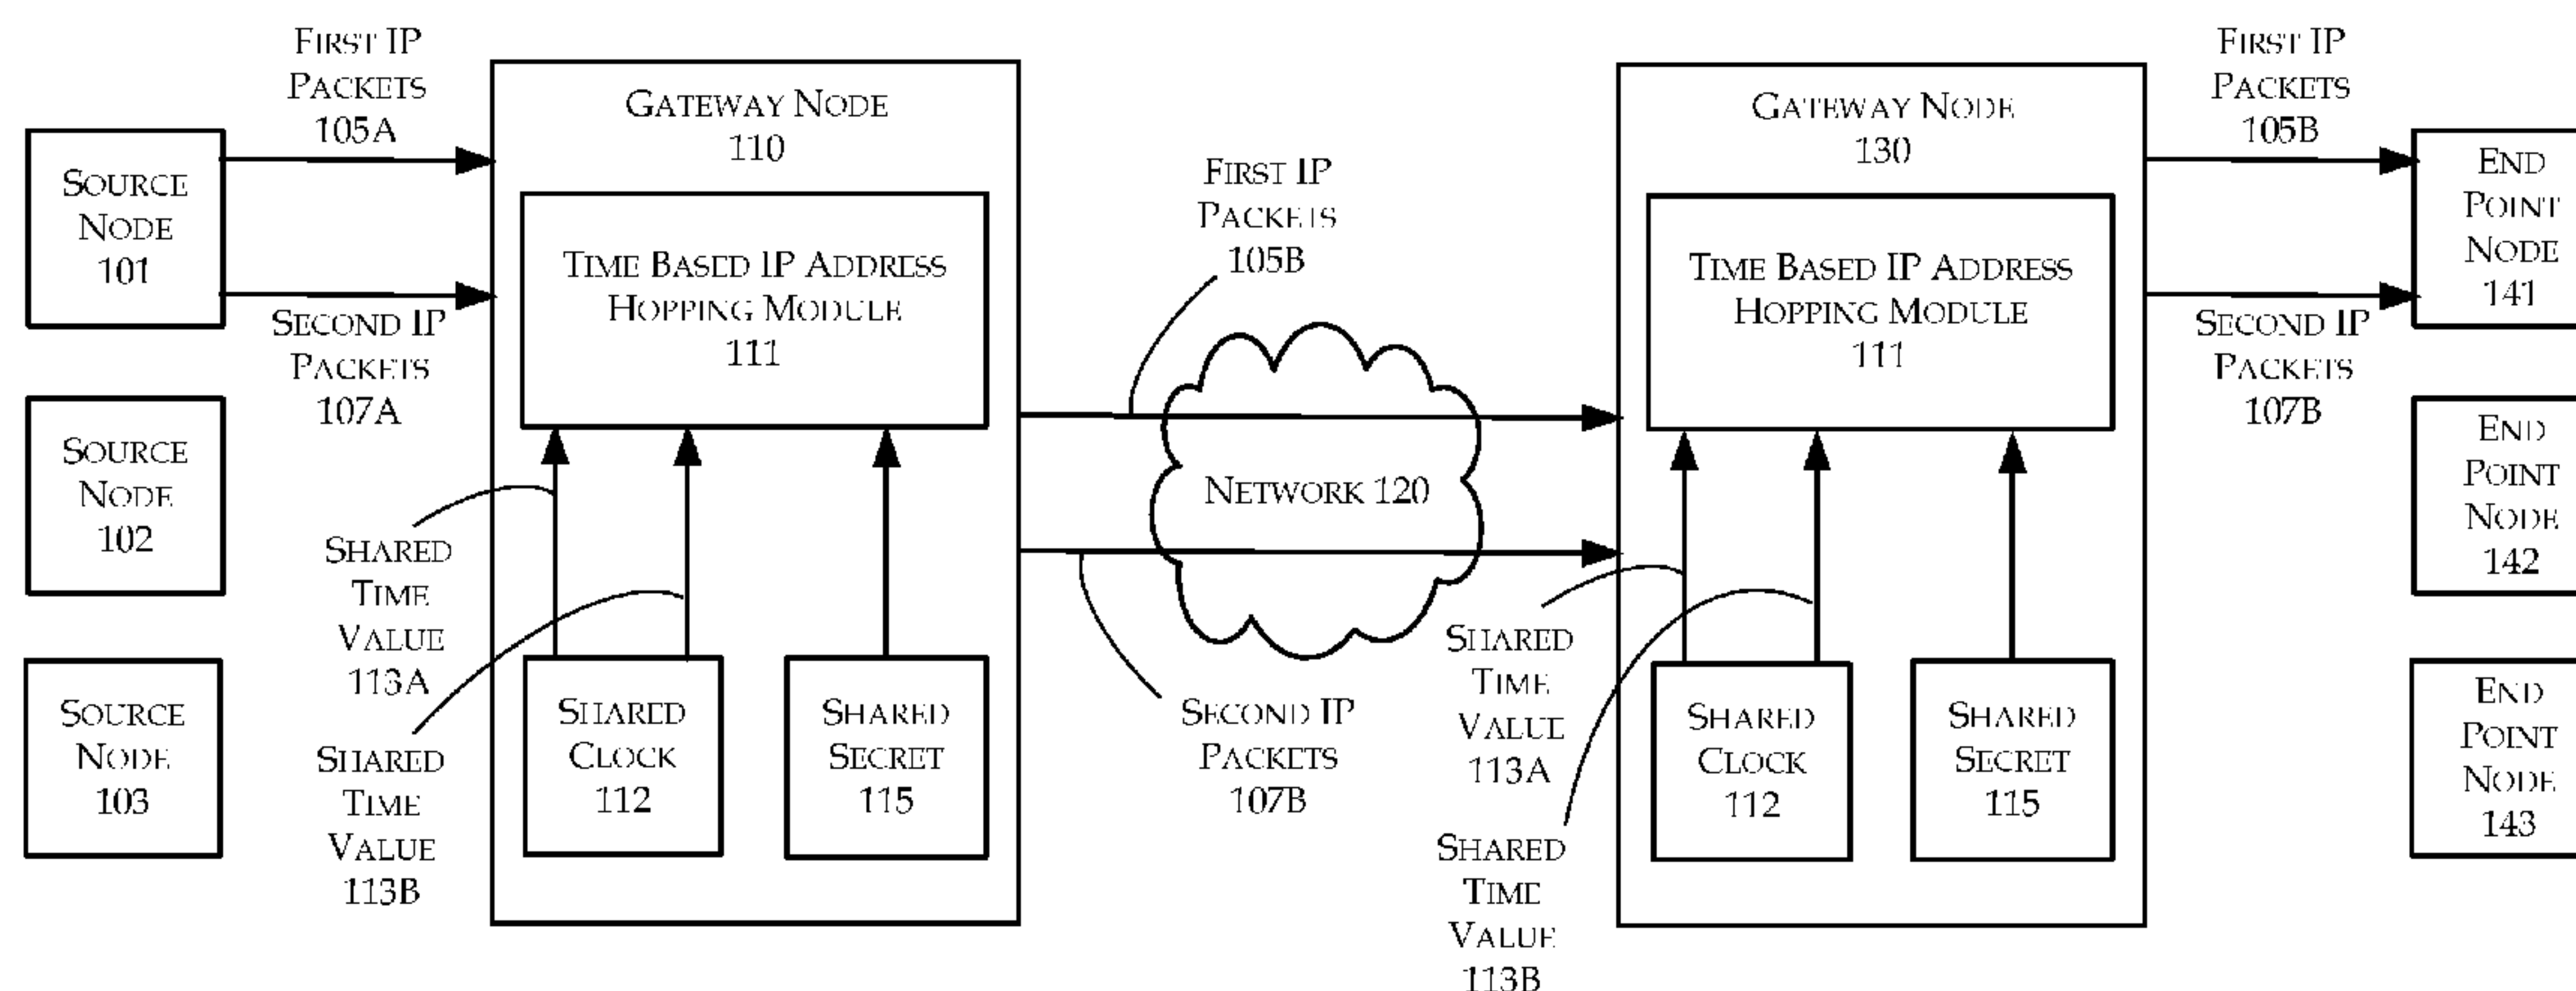 FIRST IP
PACKETS
105A
SOURCE
NODE
101
SECOND IP
PACKETS
107A
SOURCE
NODE
102
SOURCE
NODE
103
GATEWAY NODE
110
TIME BASED IP ADDRESS
HOPPING MODULE
111
SHARED
TIME
VALUE
113A
SHARED
TIME
VALUE
113B
SHARED
CLOCK
112
SHARED
SECRET
115
FIRST IP
PACKETS
105B
NETWORK 120
SECOND IP
PACKETS
107B
GATEWAY NODE
130
TIME BASED IP ADDRESS
HOPPING MODULE
111
SHARED
TIME
VALUE
113A
SHARED
TIME
VALUE
113B
SHARED
CLOCK
112
SHARED
SECRET
115
FIRST IP
PACKETS
105B
SECOND IP
PACKETS
107B
END
POINT
NODE
141
END
POINT
NODE
142
END
POINT
NODE
143